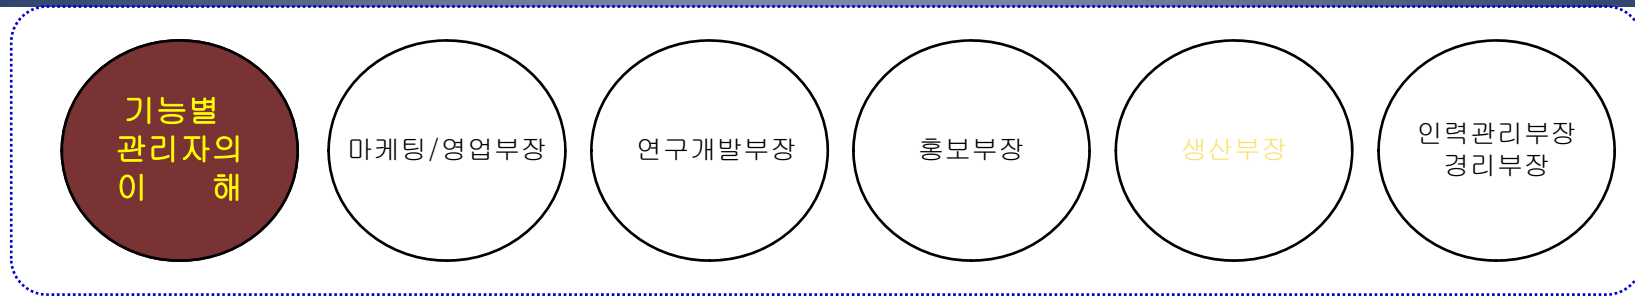 기능별
관리자의
이 해
마케팅/영업부장
연구개발부장
홍보부장
생산부장
인력관리부장
경리부장